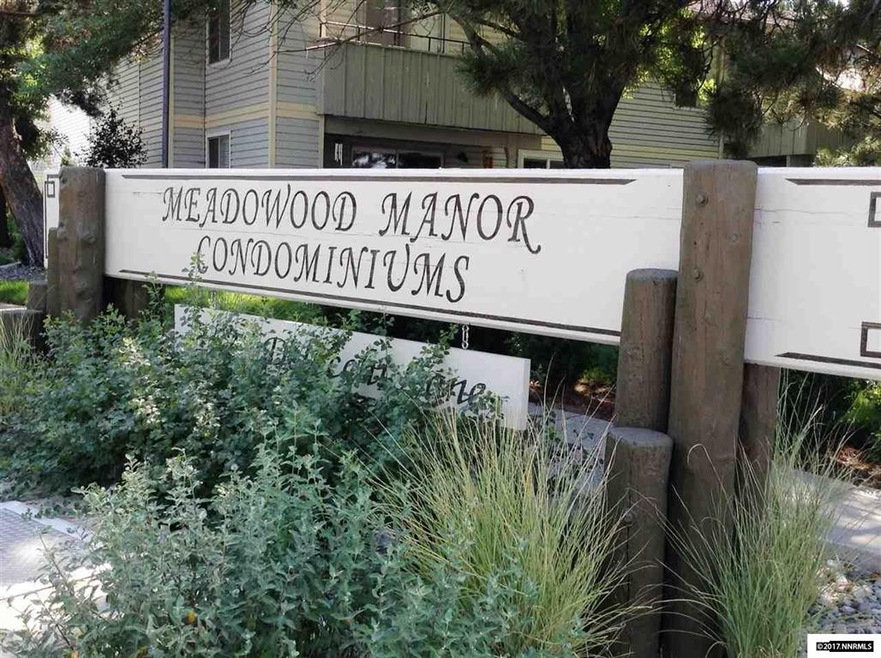 MEADOWOOD MANOR
CONDOMINIUMS
©2017 NNRMLS